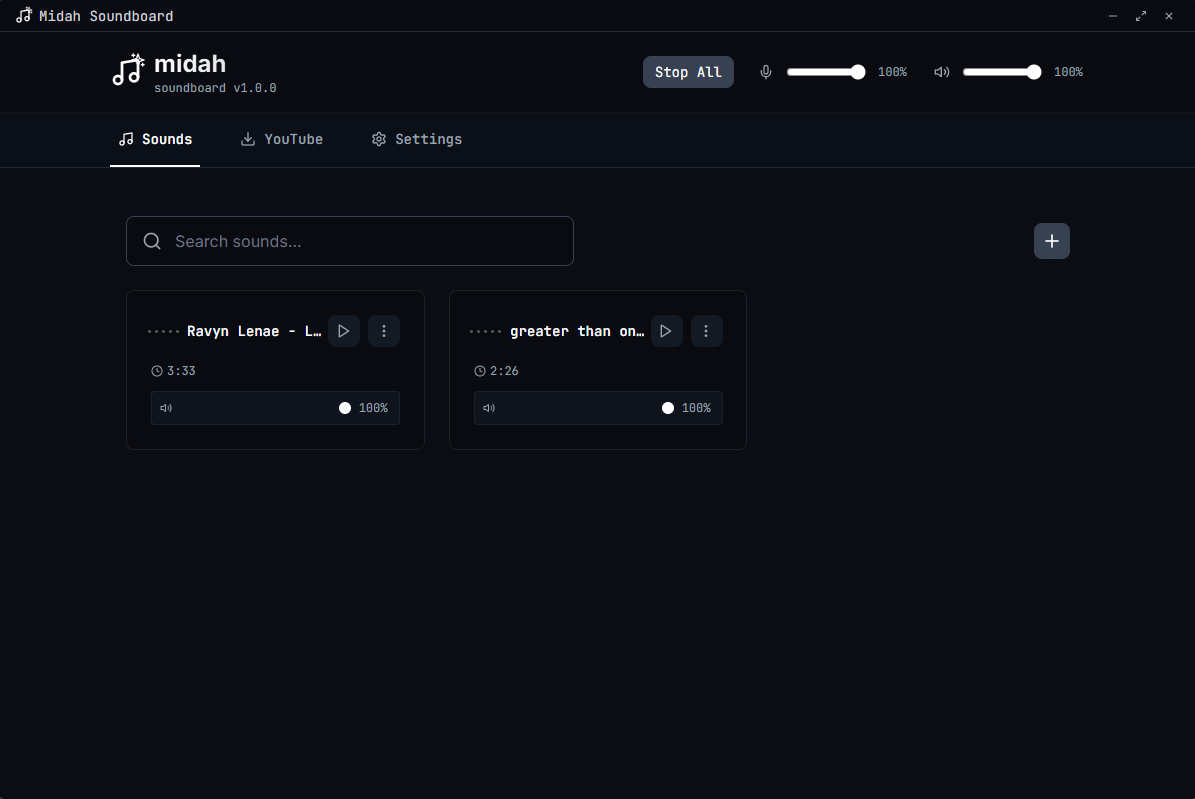 Midah Soundboard
midah
soundboard v1.0.0
Stop All
100%
100%
Sounds
YouTube
Settings
Search sounds...
Ravyn Lenae - L…
3:33
100%
greater than on…
2:26
100%